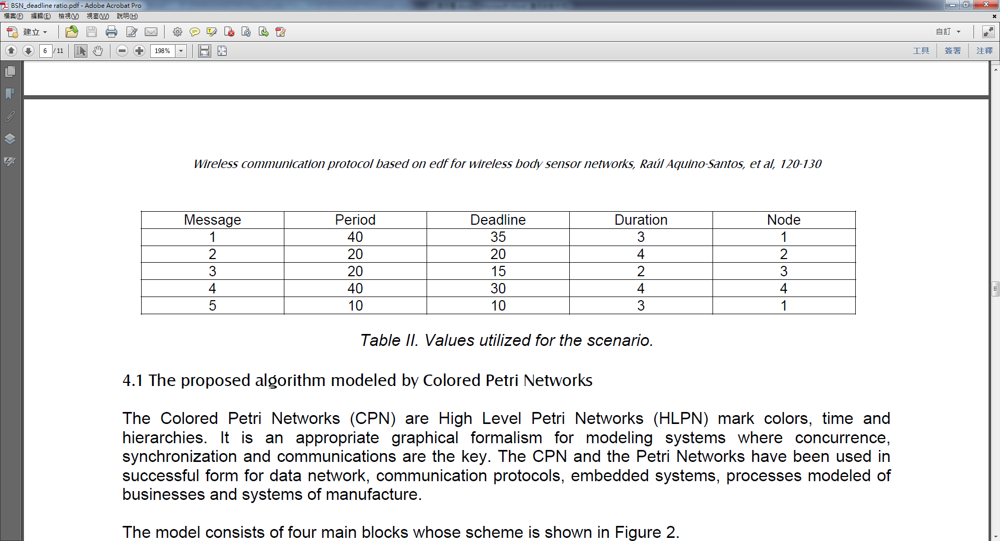 BSN_deadline ratio.pdf - Adobe Acrobat Pro
檔案(F) 編輯(E) 檢視(V) 視窗(W) 說明(H)
建立 自訂
6 / 11 198% 工具 簽署 注釋
Wireless communication protocol based on edf for wireless body sensor networks, Raúl Aquino-Santos, et al, 120-130
Message Period Deadline Duration Node
1 40 35 3 1
2 20 20 4 2
3 20 15 2 3
4 40 30 4 4
5 10 10 3 1
Table II. Values utilized for the scenario.
4.1 The proposed algorithm modeled by Colored Petri Networks
The Colored Petri Networks (CPN) are High Level Petri Networks (HLPN) mark colors, time and
hierarchies. It is an appropriate graphical formalism for modeling systems where concurrence,
synchronization and communications are the key. The CPN and the Petri Networks have been used in
successful form for data network, communication protocols, embedded systems, processes modeled of
businesses and systems of manufacture.
The model consists of four main blocks whose scheme is shown in Figure 2.